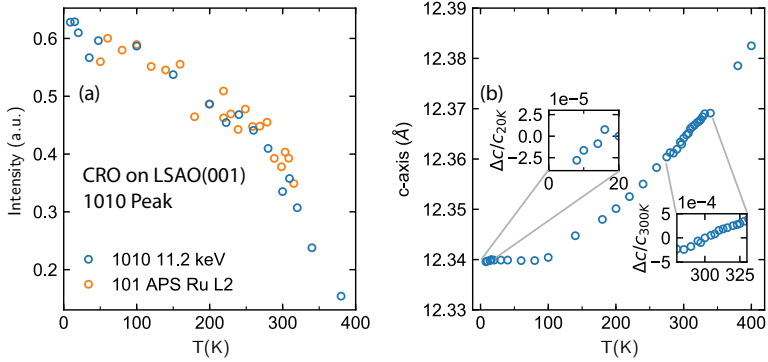 (a)
0.6
0.5
0.4
0.3
0.2
Intensity (a.u.)
CRO on LSAO(001)
1010 Peak
1010 11.2 keV
101 APS Ru L2
0 100 200 300 400
T(K)
(b)
12.39
12.38
12.37
12.36
12.35
12.34
12.33
c-axis (Å)
1e−5
2.5
0.0
−2.5
Δc/c20K
0 20
1e−4
5
0
−5
Δc/c300K
300 325
0 100 200 300 400
T(K)